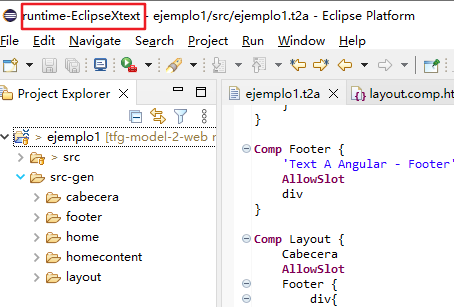 runtime-EclipseXtext - ejemplo1/src/ejemplo1.t2a - Eclipse Platform
File Edit Navigate Search Project Run Window Help
Project Explorer
> ejemplo1 [tfg-model-2-web
> src
src-gen
cabecera
footer
home
homecontent
layout
ejemplo1.t2a
layout.comp.ht
}
}
Comp Footer {
'Text A Angular - Footer'
AllowSlot
div
}
Comp Layout {
Cabecera
AllowSlot
Footer {
div{